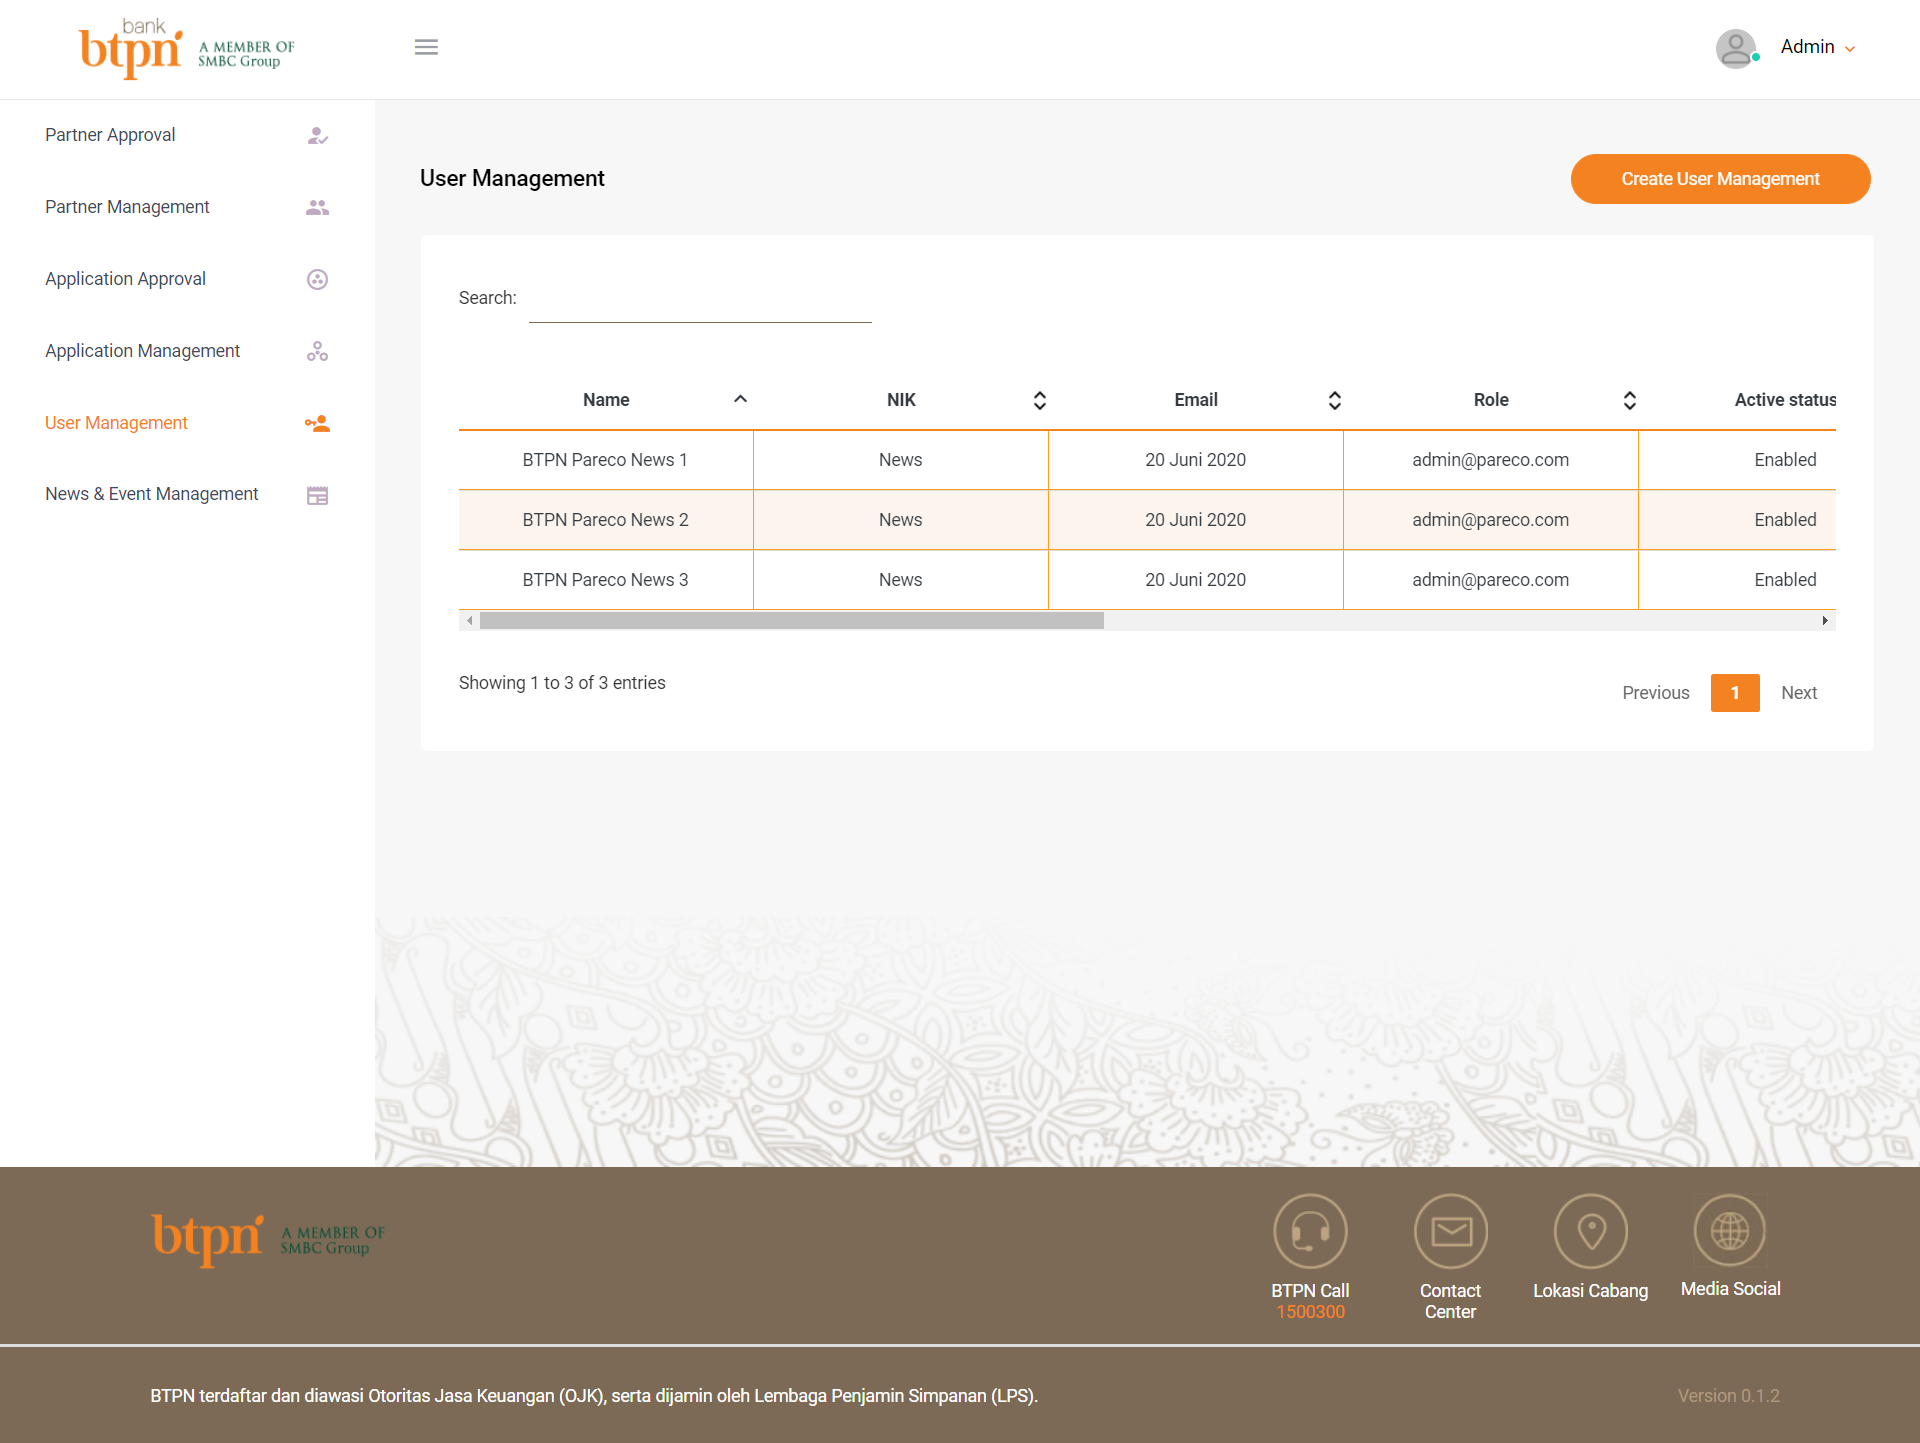 bank
btpn A MEMBER OF
SMBC Group
Admin
Partner Approval
Partner Management
Application Approval
Application Management
User Management
News & Event Management
User Management
Create User Management
Search:
Name NIK Email Role Active status
BTPN Pareco News 1 News 20 Juni 2020 admin@pareco.com Enabled
BTPN Pareco News 2 News 20 Juni 2020 admin@pareco.com Enabled
BTPN Pareco News 3 News 20 Juni 2020 admin@pareco.com Enabled
Showing 1 to 3 of 3 entries
Previous 1 Next
btpn A MEMBER OF
SMBC Group
BTPN Call
1500300
Contact
Center
Lokasi Cabang
Media Social
BTPN terdaftar dan diawasi Otoritas Jasa Keuangan (OJK), serta dijamin oleh Lembaga Penjamin Simpanan (LPS).
Version 0.1.2